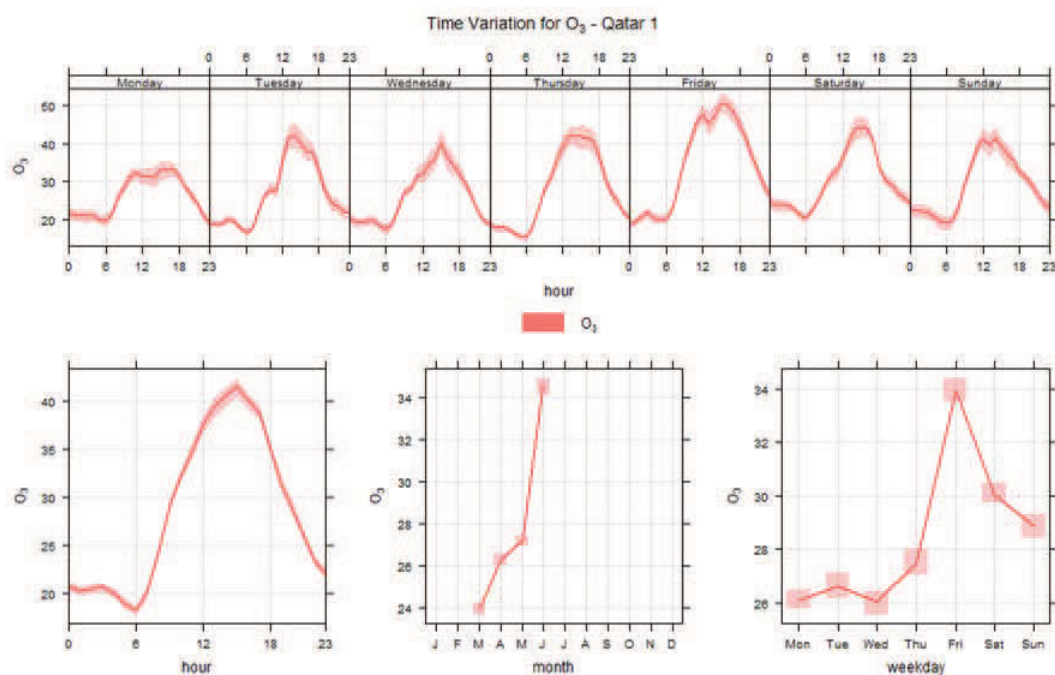 Time Variation for O₃ - Qatar 1
0 6 12 18 23 0 6 12 18 23 0 6 12 18 23
Monday Tuesday Wednesday Thursday Friday Saturday Sunday
50
40
30
20
O₃
0 6 12 18 23 0 6 12 18 23 0 6 12 18 23 0 6 12 18 23
hour
O₃
40
35
30
25
20
O₃
0 6 12 18 23
hour
34
32
30
28
26
24
O₃
J F M A M J J A S O N D
month
34
32
30
28
26
O₃
Mon Tue Wed Thu Fri Sat Sun
weekday